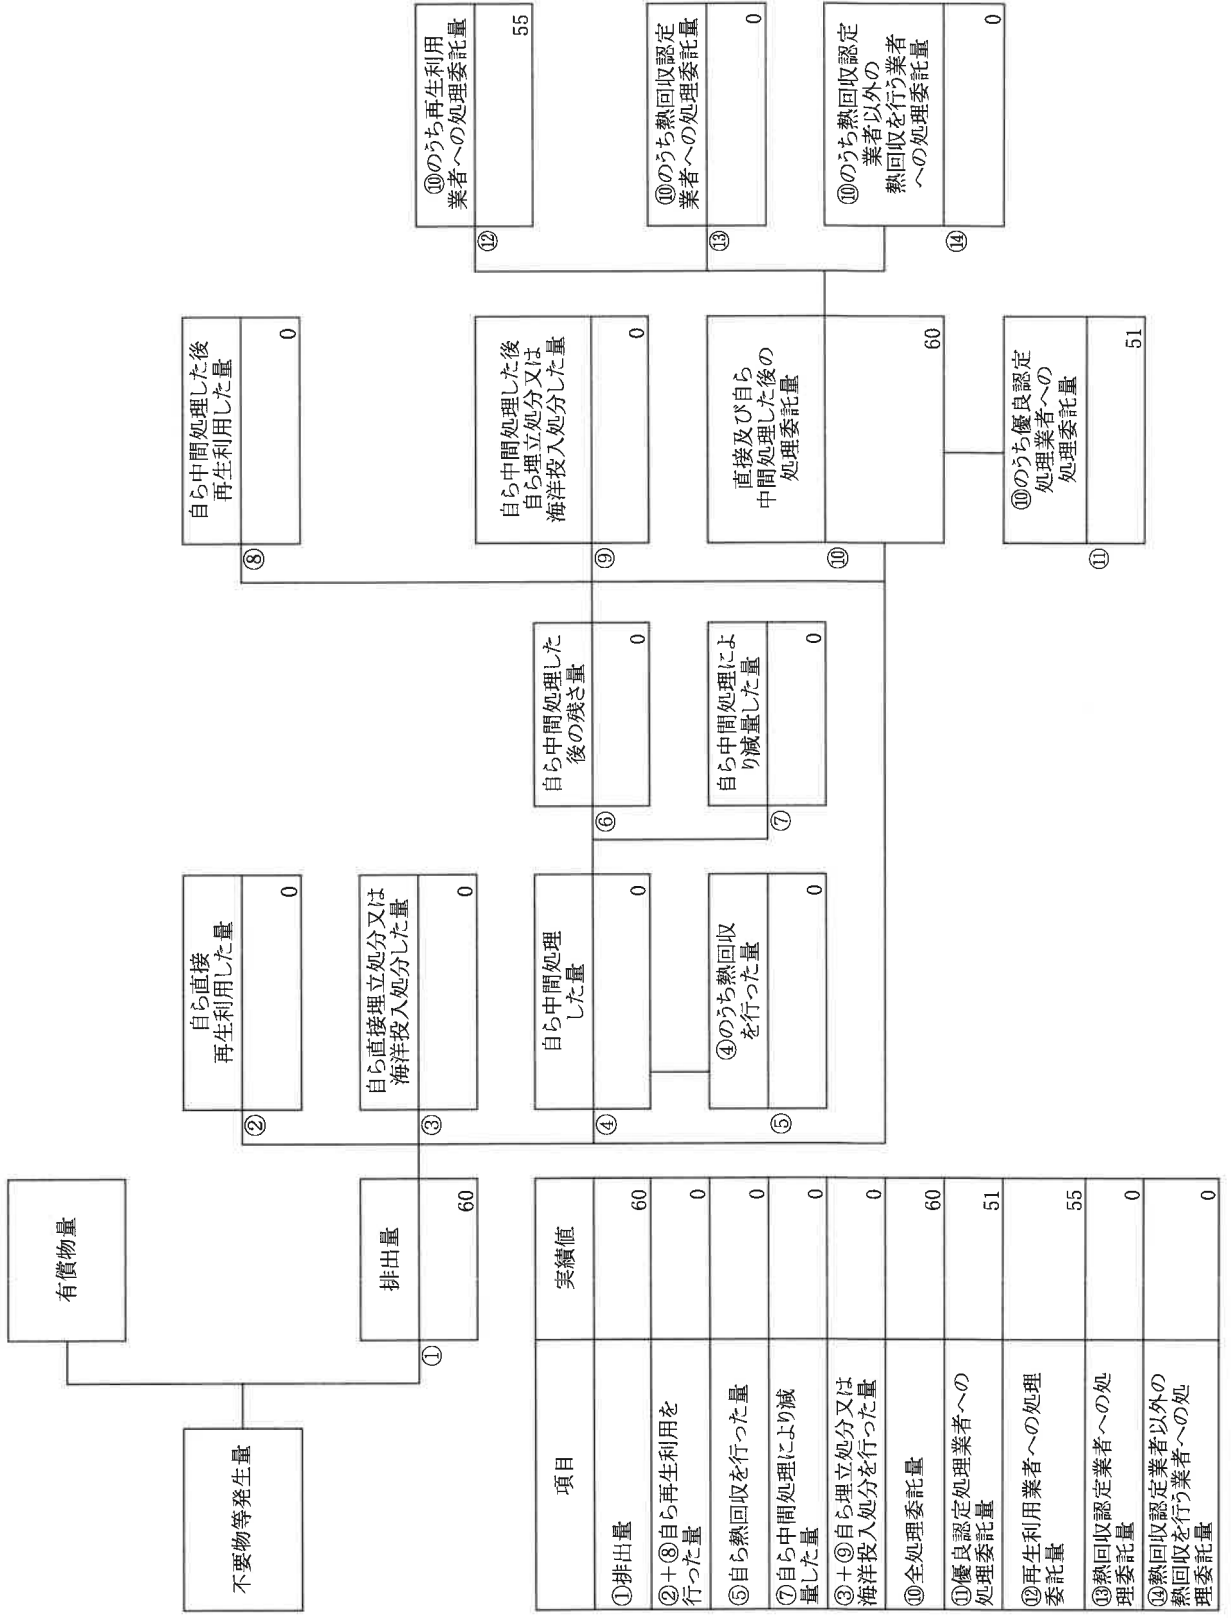 不要物等発生量
有償物量
①
排出量
60
②
自ら直接
再生利用した量
0
③
自ら直接埋立処分又は
海洋投入処分した量
0
④
自ら中間処理
した量
0
⑤
④のうち熱回収
を行った量
0
⑥
自ら中間処理した
後の残さ量
0
⑦
自ら中間処理によ
り減量した量
0
⑧
自ら中間処理した後
再生利用した量
0
⑨
自ら中間処理した後
自ら埋立処分又は
海洋投入処分した量
0
⑩
直接及び自ら
中間処理した後の
処理委託量
60
⑪
⑩のうち優良認定
処理業者への
処理委託量
51
⑫
⑩のうち再生利用
業者への処理委託量
55
⑬
⑩のうち熱回収認定
業者への処理委託量
0
⑭
⑩のうち熱回収認定
業者以外の
熱回収を行う業者
への処理委託量
0
項目 実績値
①排出量 60
②+⑧自ら再生利用を
行った量 0
⑤自ら熱回収を行った量 0
⑦自ら中間処理により減
量した量 0
③+⑨自ら埋立処分又は
海洋投入処分を行った量 0
⑩全処理委託量 60
⑪優良認定処理業者への
処理委託量 51
⑫再生利用業者への処理
委託量 55
⑬熱回収認定業者への処
理委託量 0
⑭熱回収認定業者以外の
熱回収を行う業者への処
理委託量 0